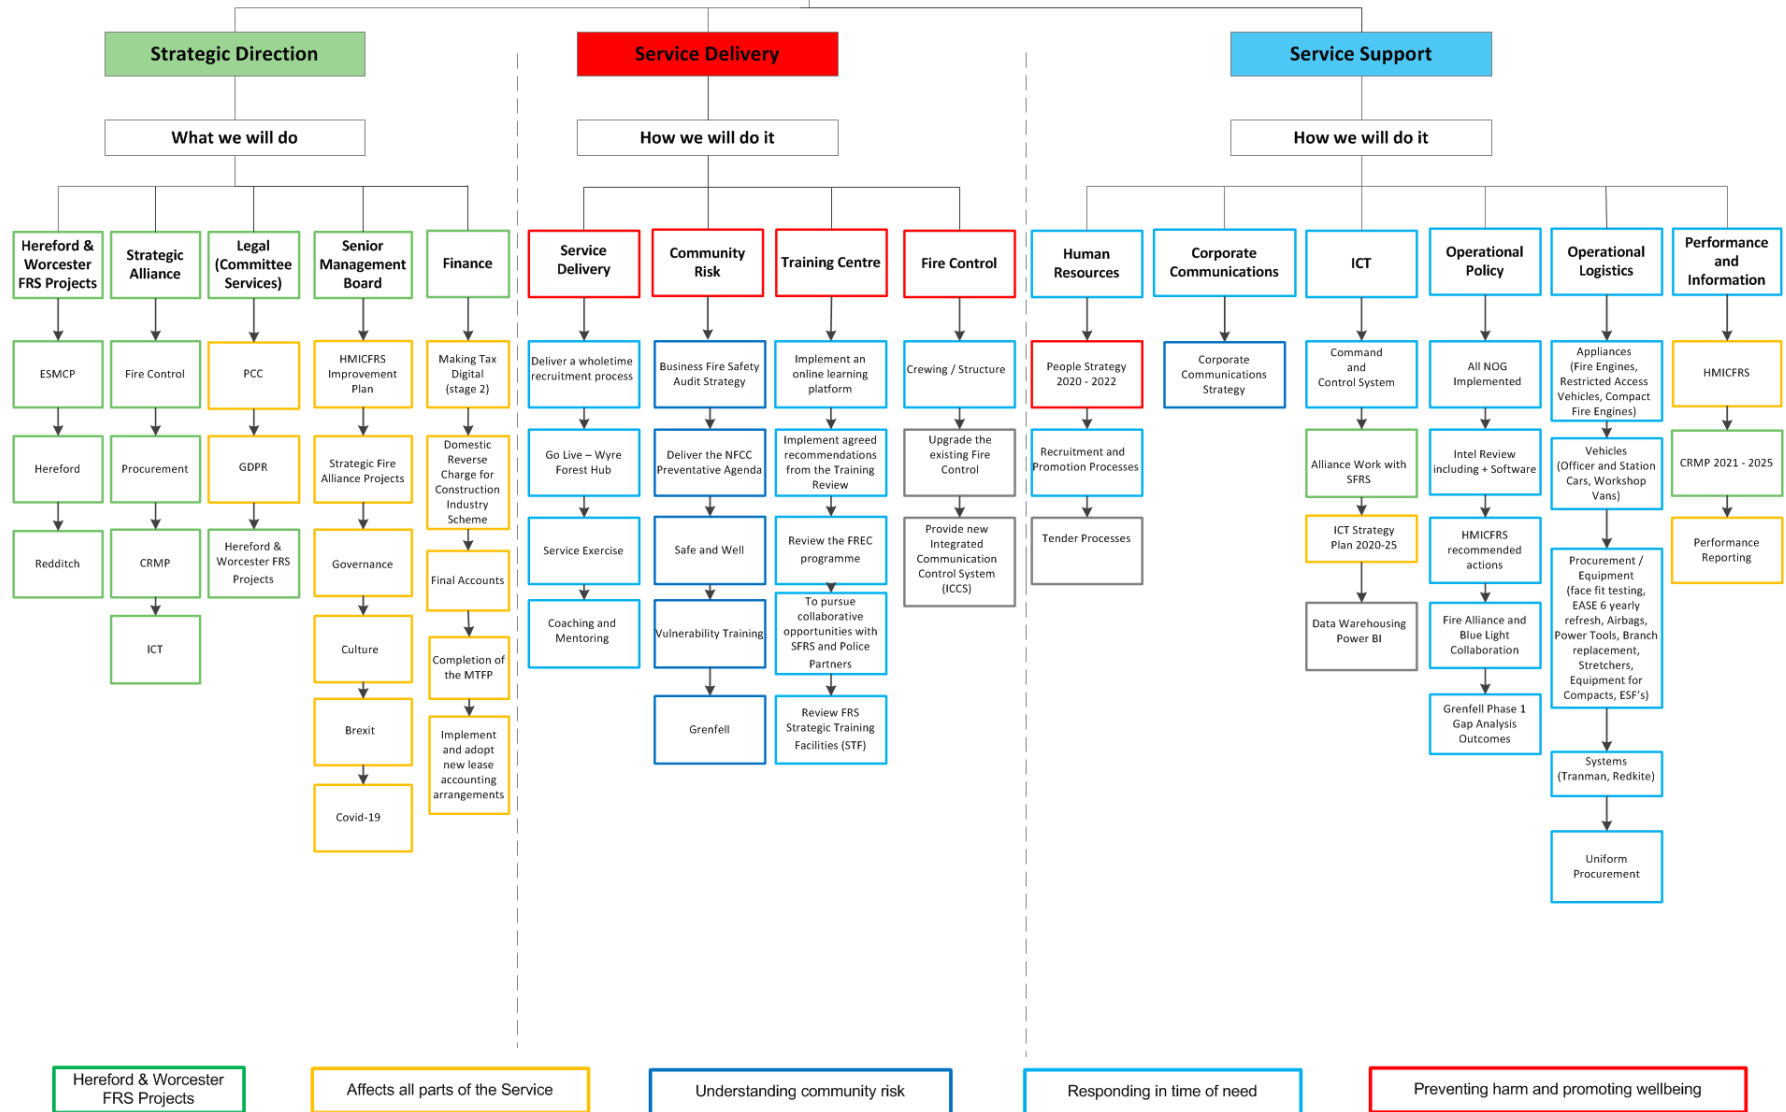 Strategic Direction
What we will do
Hereford &
Worcester
FRS Projects
ESMCP
Hereford
Redditch
Strategic
Alliance
Fire Control
Procurement
CRMP
ICT
Legal
(Committee
Services)
PCC
GDPR
Hereford &
Worcester FRS
Projects
Senior
Management
Board
HMICFRS
Improvement
Plan
Strategic Fire
Alliance Projects
Governance
Culture
Brexit
Covid-19
Finance
Making Tax
Digital
(stage 2)
Domestic
Reverse
Charge for
Construction
Industry
Scheme
Final Accounts
Completion of
the MTFP
Implement
and adopt
new lease
accounting
arrangements
Service Delivery
How we will do it
Service
Delivery
Deliver a wholetime
recruitment process
Go Live – Wyre
Forest Hub
Service Exercise
Coaching and
Mentoring
Community
Risk
Business Fire Safety
Audit Strategy
Deliver the NFCC
Preventative Agenda
Safe and Well
Vulnerability Training
Grenfell
Training Centre
Implement an
online learning
platform
Implement agreed
recommendations
from the Training
Review
Review the FREC
programme
To pursue
collaborative
opportunities with
SFRS and Police
Partners
Review FRS
Strategic Training
Facilities (STF)
Fire Control
Crewing / Structure
Upgrade the
existing Fire
Control
Provide new
Integrated
Communication
Control System
(ICCS)
Service Support
How we will do it
Human
Resources
People Strategy
2020 - 2022
Recruitment and
Promotion Processes
Tender Processes
Corporate
Communications
Corporate
Communications
Strategy
ICT
Command
and
Control System
Alliance Work with
SFRS
ICT Strategy
Plan 2020-25
Data Warehousing
Power BI
Operational
Policy
All NOG
Implemented
Intel Review
including + Software
HMICFRS
recommended
actions
Fire Alliance and
Blue Light
Collaboration
Grenfell Phase 1
Gap Analysis
Outcomes
Operational
Logistics
Appliances
(Fire Engines,
Restricted Access
Vehicles, Compact
Fire Engines)
Vehicles
(Officer and Station
Cars, Workshop
Vans)
Procurement /
Equipment
(face fit testing,
EASE 6 yearly
refresh, Airbags,
Power Tools, Branch
replacement,
Stretchers,
Equipment for
Compacts, ESF's)
Systems
(Tranman, Redkite)
Uniform
Procurement
Performance
and
Information
HMICFRS
CRMP 2021 - 2025
Performance
Reporting
Hereford & Worcester
FRS Projects
Affects all parts of the Service
Understanding community risk
Responding in time of need
Preventing harm and promoting wellbeing